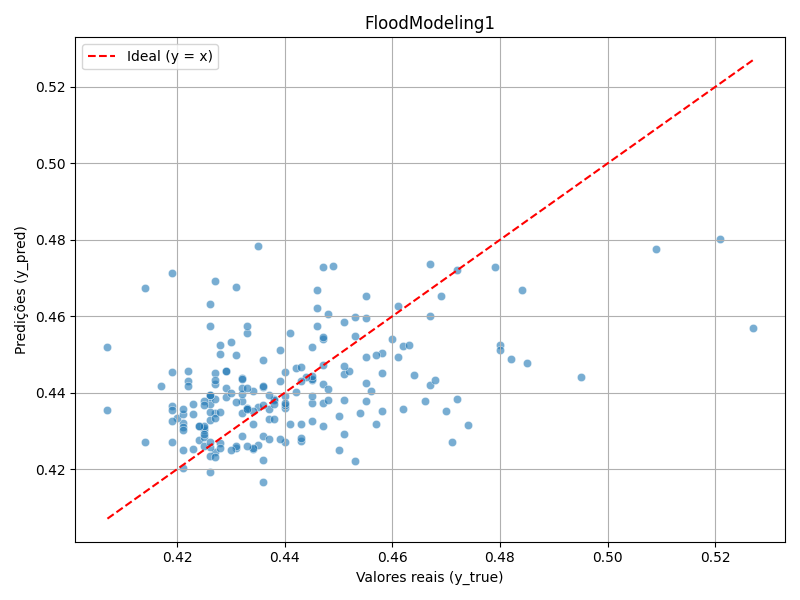 FloodModeling1
Ideal (y = x)
Predições (y_pred)
0.52
0.50
0.48
0.46
0.44
0.42
0.42 0.44 0.46 0.48 0.50 0.52
Valores reais (y_true)